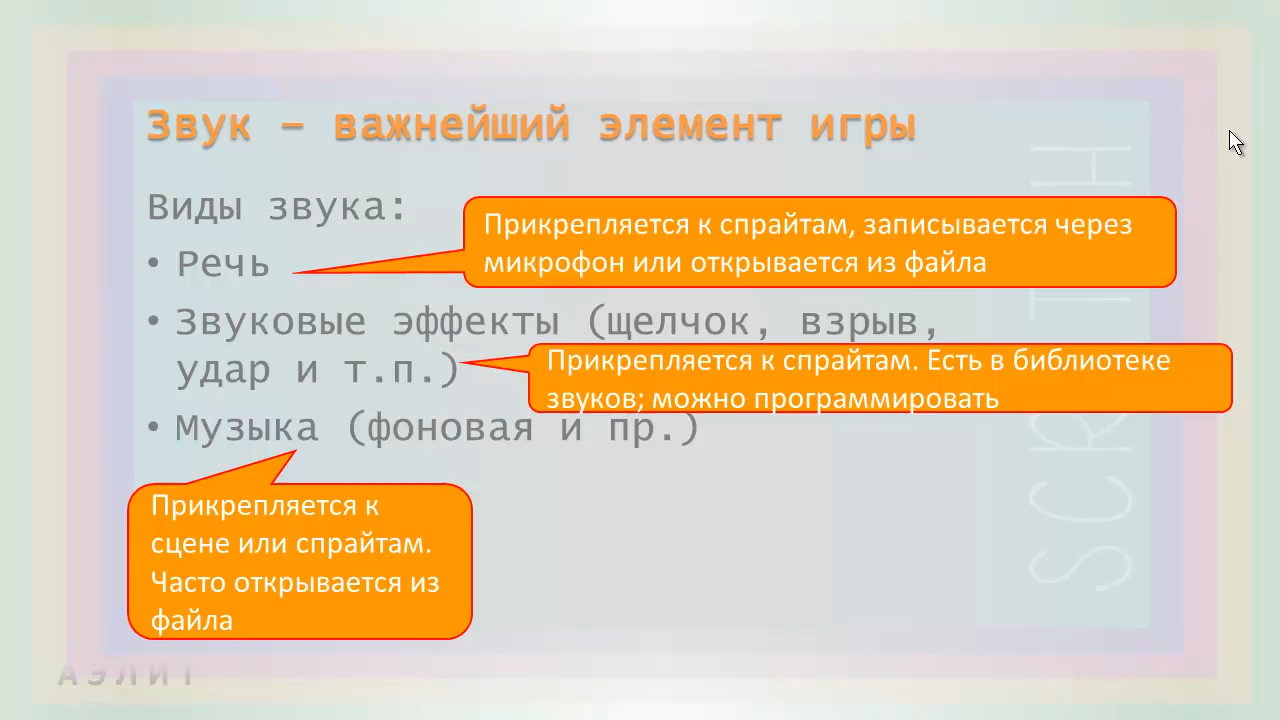 Звук – важнейший элемент игры
Виды звука:
Прикрепляется к спрайтам, записывается через
микрофон или открывается из файла
• Речь
• Звуковые эффекты (щелчок, взрыв,
удар и т.п.)
Прикрепляется к спрайтам. Есть в библиотеке
звуков; можно программировать
• Музыка (фоновая и пр.)
Прикрепляется к
сцене или спрайтам.
Часто открывается из
файла
SCRATCH
АЭЛИТ